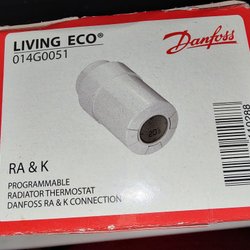 LIVING ECO®
014G0051
Danfoss
RA & K
PROGRAMMABLE
RADIATOR THERMOSTAT
DANFOSS RA & K CONNECTION